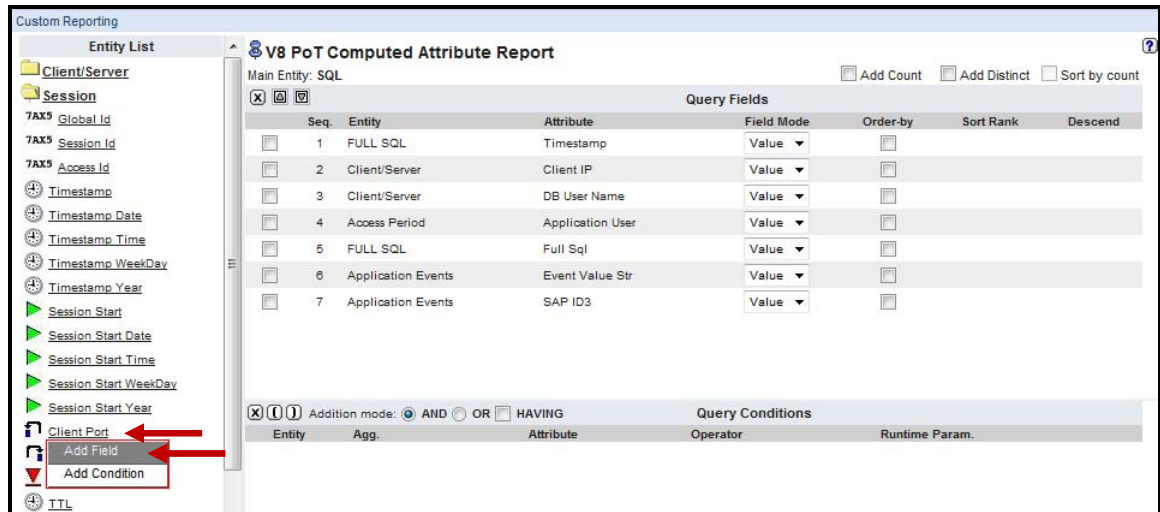 Custom Reporting
Entity List
Client/Server
Session
7AX5 Global Id
7AX5 Session Id
7AX5 Access Id
Timestamp
Timestamp Date
Timestamp Time
Timestamp WeekDay
Timestamp Year
Session Start
Session Start Date
Session Start Time
Session Start WeekDay
Session Start Year
Client Port
Add Field
Add Condition
TTL
V8 PoT Computed Attribute Report
?
Main Entity: SQL
Add Count Add Distinct Sort by count
X Query Fields
Seq. Entity Attribute Field Mode Order-by Sort Rank Descend
1 FULL SQL Timestamp Value
2 Client/Server Client IP Value
3 Client/Server DB User Name Value
4 Access Period Application User Value
5 FULL SQL Full Sql Value
6 Application Events Event Value Str Value
7 Application Events SAP ID3 Value
X ( ) Addition mode: AND OR HAVING Query Conditions
Entity Agg. Attribute Operator Runtime Param.